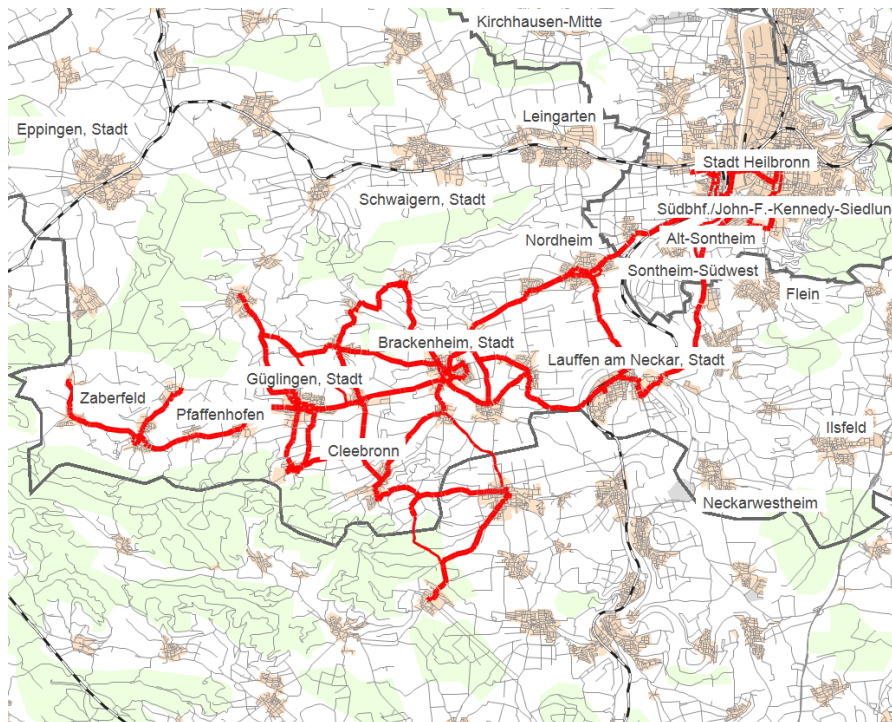 Kirchhausen-Mitte
Leingarten
Eppingen, Stadt
Stadt Heilbronn
Schwaigern, Stadt
Südbhf./John-F.-Kennedy-Siedlun
Nordheim
Alt-Sontheim
Sontheim-Südwest
Flein
Brackenheim, Stadt
Lauffen am Neckar, Stadt
Güglingen, Stadt
Zaberfeld
Pfaffenhofen
Ilsfeld
Cleebronn
Neckarwestheim